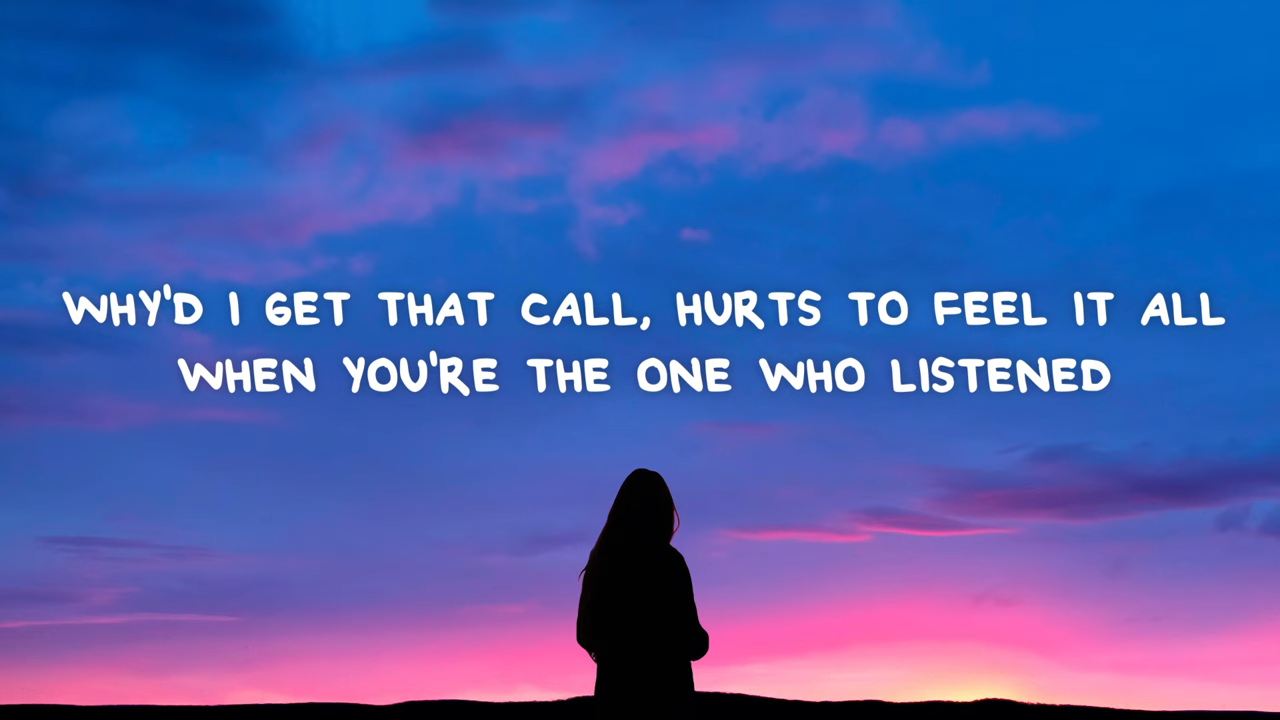 WHY'D I GET THAT CALL, HURTS TO FEEL IT ALL
WHEN YOU'RE THE ONE WHO LISTENED